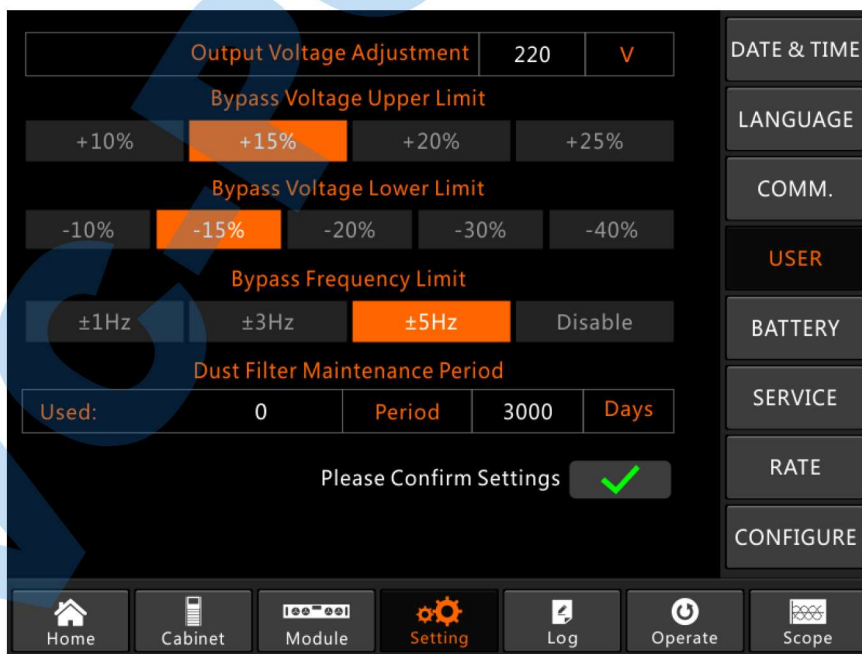 Output Voltage Adjustment 220 V
Bypass Voltage Upper Limit
+10% +15% +20% +25%
Bypass Voltage Lower Limit
-10% -15% -20% -30% -40%
Bypass Frequency Limit
±1Hz ±3Hz ±5Hz Disable
Dust Filter Maintenance Period
Used: 0 Period 3000 Days
Please Confirm Settings
DATE & TIME
LANGUAGE
COMM.
USER
BATTERY
SERVICE
RATE
CONFIGURE
Home Cabinet Module Setting Log Operate Scope